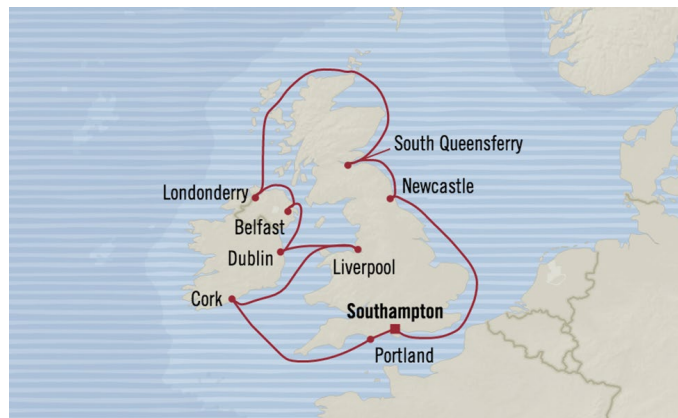 South Queensferry
Newcastle
Londonderry
Belfast
Dublin
Liverpool
Cork
Southampton
Portland